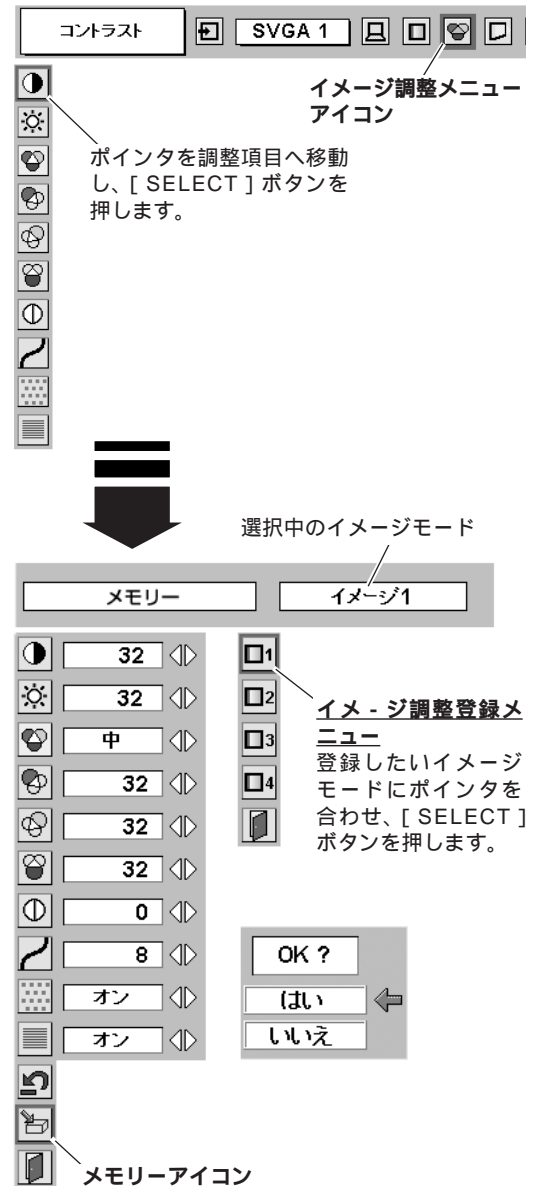 コントラスト
SVGA 1
イメージ調整メニュー
アイコン
ポインタを調整項目へ移動
し、[ SELECT ] ボタンを
押します。
選択中のイメージモード
メモリー
イメージ1
32
32
中
32
32
32
0
8
オン
オン
1
2
3
4
イメ - ジ調整登録メ
ニュー
登録したいイメージ
モードにポインタを
合わせ、[ SELECT ]
ボタンを押します。
OK ?
はい
いいえ
メモリーアイコン